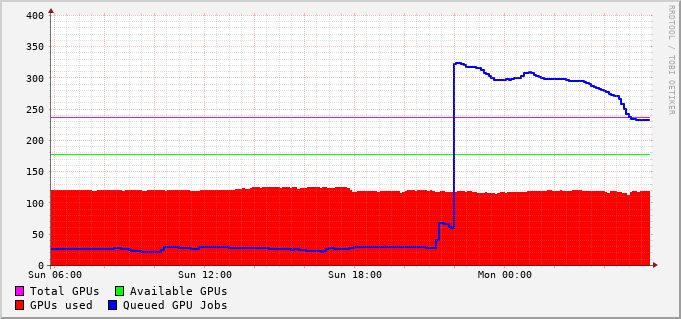 400
350
300
250
200
150
100
50
0
Sun 06:00 Sun 12:00 Sun 18:00 Mon 00:00
Total GPUs Available GPUs
GPUs used Queued GPU Jobs
RRDTOOL / TOBI OETIKER